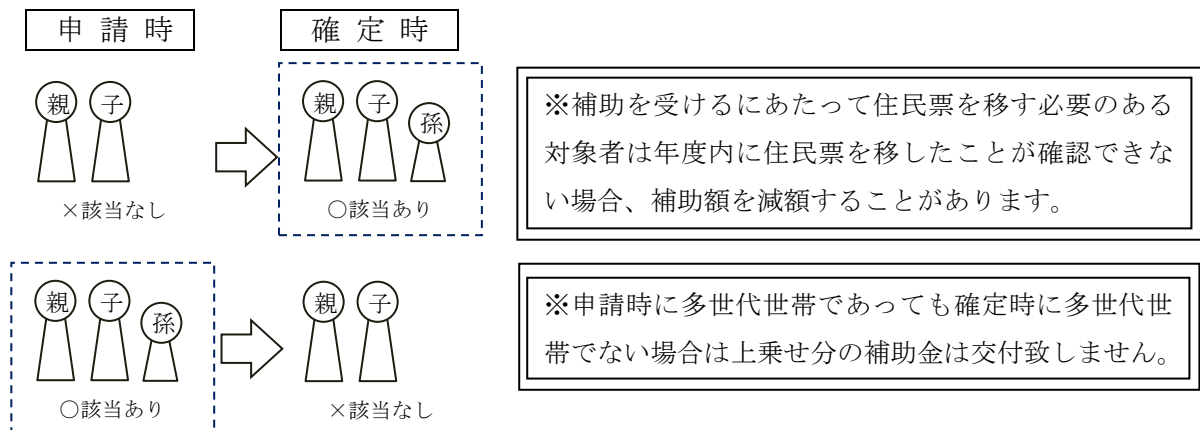 申請時
確定時
親 子
親 子 孫
×該当なし
○該当あり
※補助を受けるにあたって住民票を移す必要のある
対象者は年度内に住民票を移したことが確認できな
い場合、補助額を減額することがあります。
親 子 孫
親 子
○該当あり
×該当なし
※申請時に多世代世帯であっても確定時に多世代世
帯でない場合は上乗せ分の補助金は交付致しません。